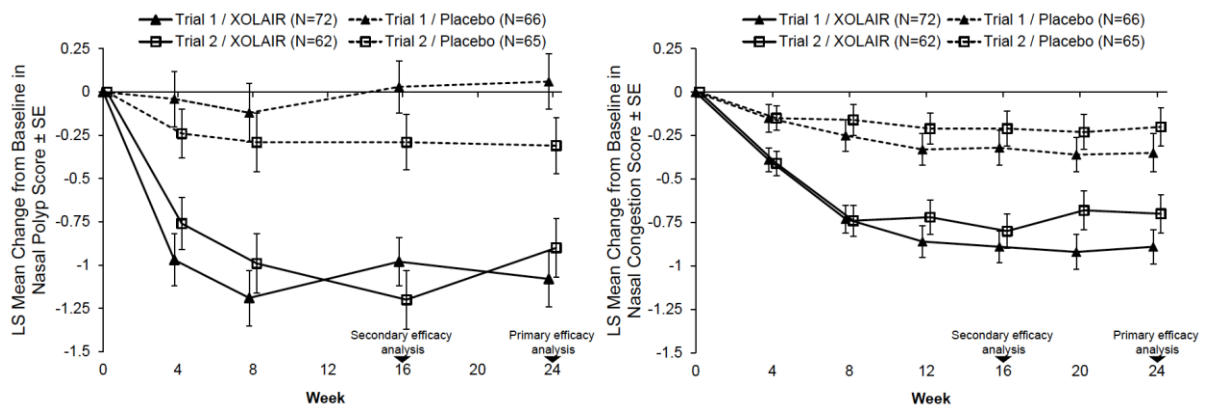 Trial 1 / XOLAIR (N=72) Trial 1 / Placebo (N=66)
Trial 2 / XOLAIR (N=62) Trial 2 / Placebo (N=65)
LS Mean Change from Baseline in
Nasal Polyp Score ± SE
0.25
0
-0.25
-0.5
-0.75
-1
-1.25
-1.5
4 8 12 16 20 24
Secondary efficacy
analysis
Primary efficacy
analysis
0 4 8 16 24
Week
Trial 1 / XOLAIR (N=72) Trial 1 / Placebo (N=66)
Trial 2 / XOLAIR (N=62) Trial 2 / Placebo (N=65)
LS Mean Change from Baseline in
Nasal Congestion Score ± SE
0.25
0
-0.25
-0.5
-0.75
-1
-1.25
-1.5
Secondary efficacy
analysis
Primary efficacy
analysis
0 4 8 12 16 20 24
Week